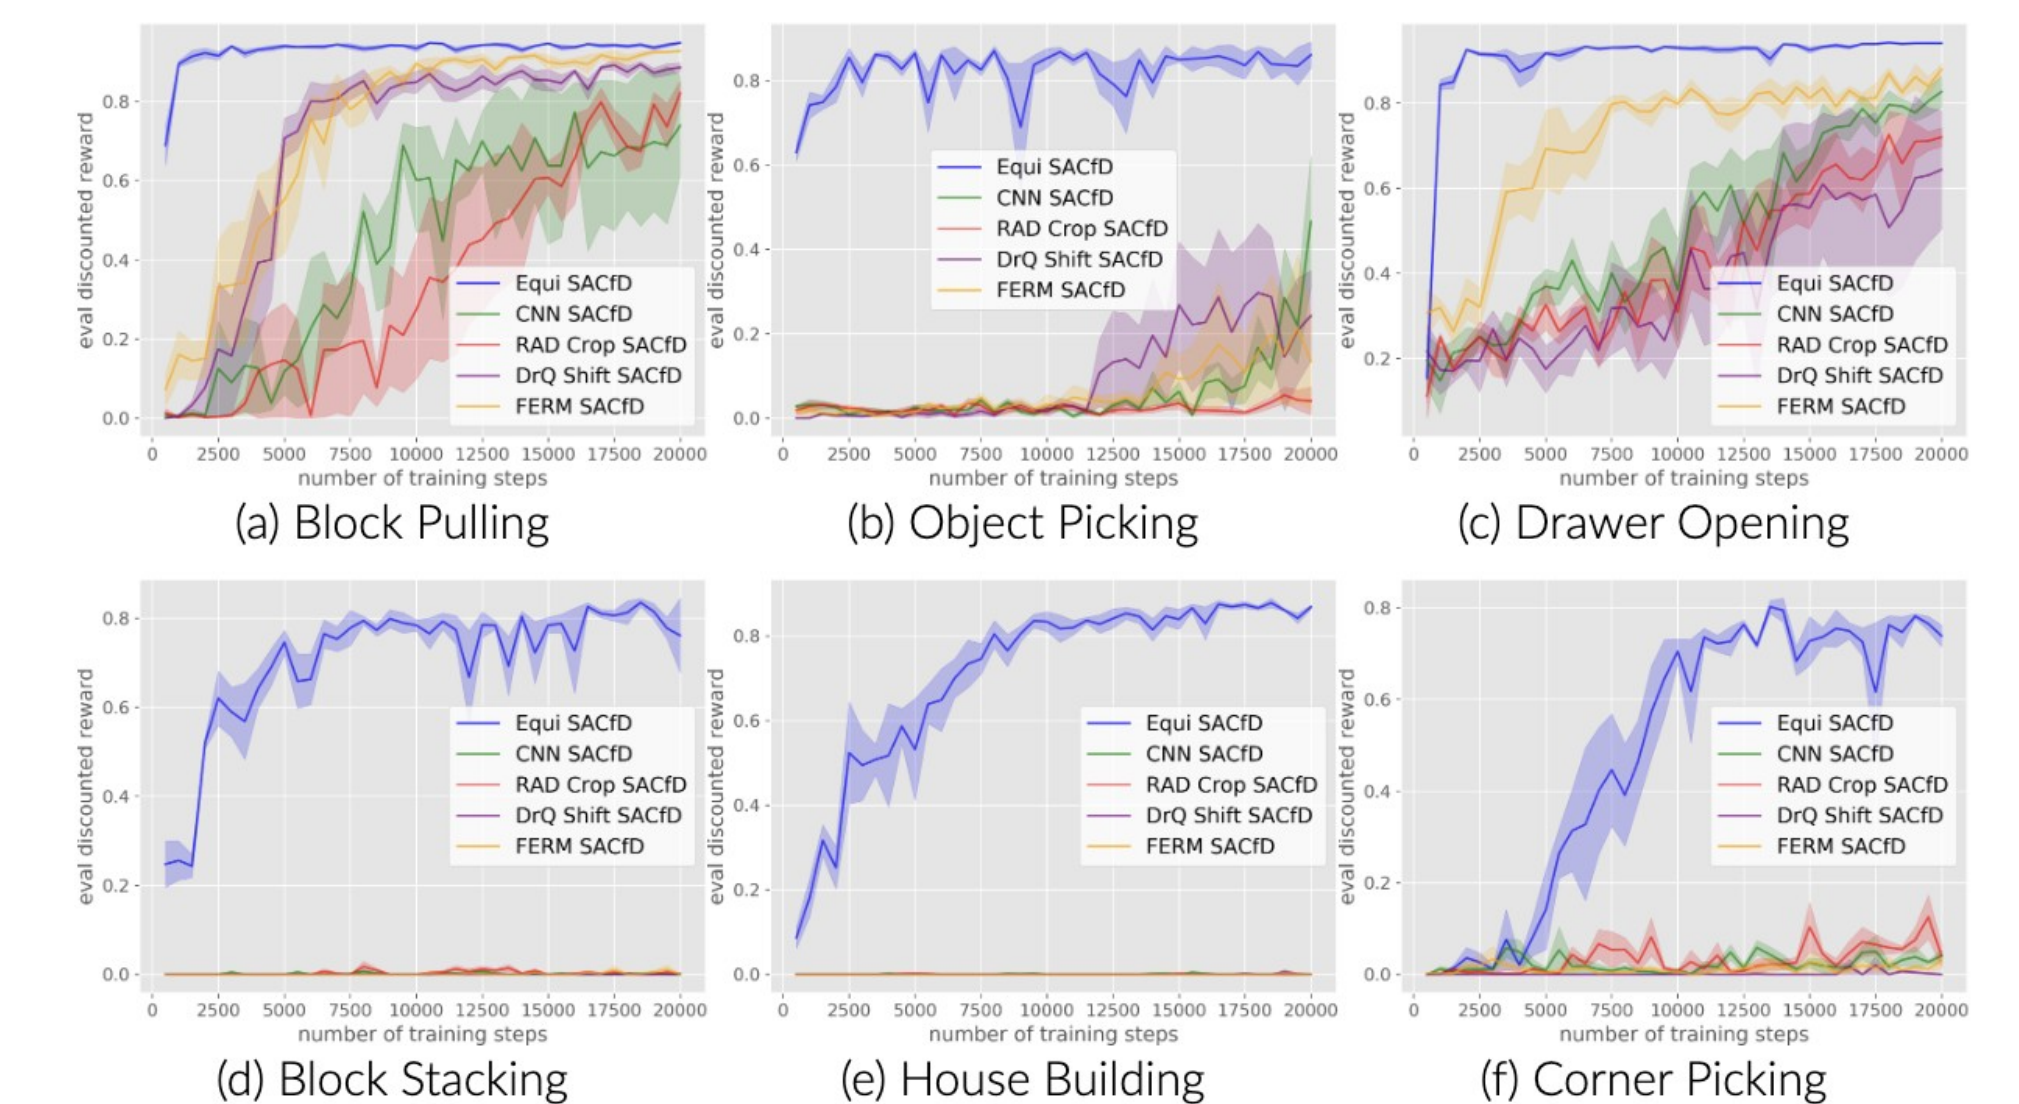 eval discounted reward
0.8
0.6
0.4
0.2
0.0
Equi SACfD
CNN SACfD
RAD Crop SACfD
DrQ Shift SACfD
FERM SACfD
0 2500 5000 7500 10000 12500 15000 17500 20000
number of training steps
(a) Block Pulling
eval discounted reward
0.8
0.6
0.4
0.2
0.0
Equi SACfD
CNN SACfD
RAD Crop SACfD
DrQ Shift SACfD
FERM SACfD
0 2500 5000 7500 10000 12500 15000 17500 20000
number of training steps
(b) Object Picking
eval discounted reward
0.8
0.6
0.4
0.2
Equi SACfD
CNN SACfD
RAD Crop SACfD
DrQ Shift SACfD
FERM SACfD
0 2500 5000 7500 10000 12500 15000 17500 20000
number of training steps
(c) Drawer Opening
eval discounted reward
0.8
0.6
0.4
0.2
0.0
Equi SACfD
CNN SACfD
RAD Crop SACfD
DrQ Shift SACfD
FERM SACfD
0 2500 5000 7500 10000 12500 15000 17500 20000
number of training steps
(d) Block Stacking
eval discounted reward
0.8
0.6
0.4
0.2
0.0
Equi SACfD
CNN SACfD
RAD Crop SACfD
DrQ Shift SACfD
FERM SACfD
0 2500 5000 7500 10000 12500 15000 17500 20000
number of training steps
(e) House Building
eval discounted reward
0.8
0.6
0.4
0.2
0.0
Equi SACfD
CNN SACfD
RAD Crop SACfD
DrQ Shift SACfD
FERM SACfD
0 2500 5000 7500 10000 12500 15000 17500 20000
number of training steps
(f) Corner Picking